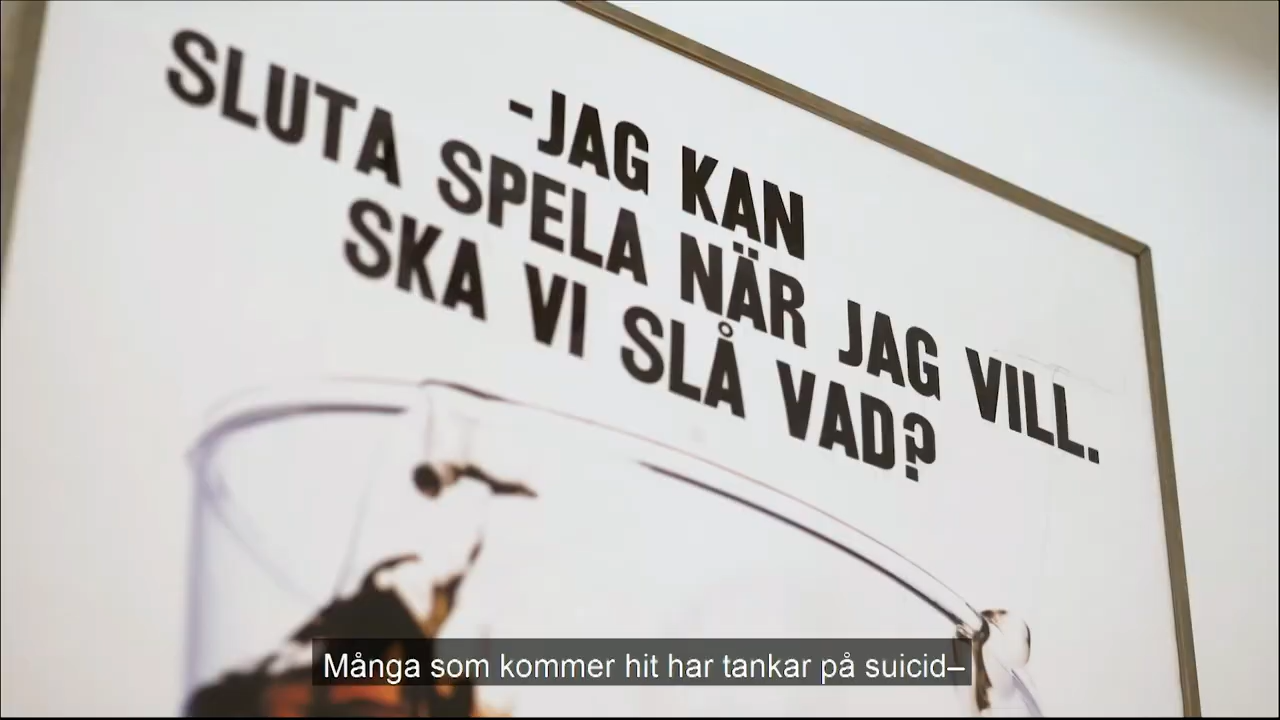 -JAG KAN
SLUTA SPELA NÄR JAG VILL.
SKA VI SLÅ VAD?
Många som kommer hit har tankar på suicid–